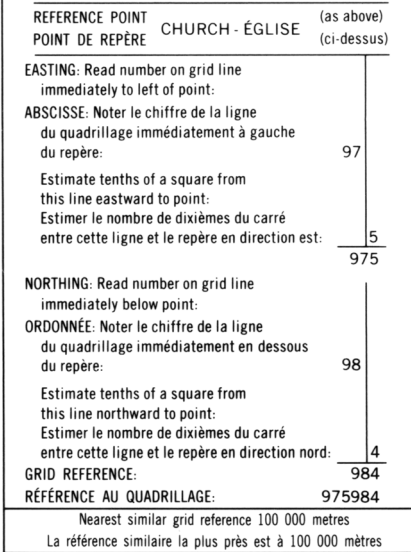 REFERENCE POINT CHURCH - ÉGLISE (as above)
POINT DE REPÈRE (ci-dessus)
EASTING: Read number on grid line
immediately to left of point:
ABSCISSE: Noter le chiffre de la ligne
du quadrillage immédiatement à gauche
du repère: 97
Estimate tenths of a square from
this line eastward to point:
Estimer le nombre de dixièmes du carré
entre cette ligne et le repère en direction est: 5
975
NORTHING: Read number on grid line
immediately below point:
ORDONNÉE: Noter le chiffre de la ligne
du quadrillage immédiatement en dessous
du repère: 98
Estimate tenths of a square from
this line northward to point:
Estimer le nombre de dixièmes du carré
entre cette ligne et le repère en direction nord: 4
GRID REFERENCE: 984
RÉFÉRENCE AU QUADRILLAGE: 975984
Nearest similar grid reference 100 000 metres
La référence similaire la plus près est à 100 000 mètres